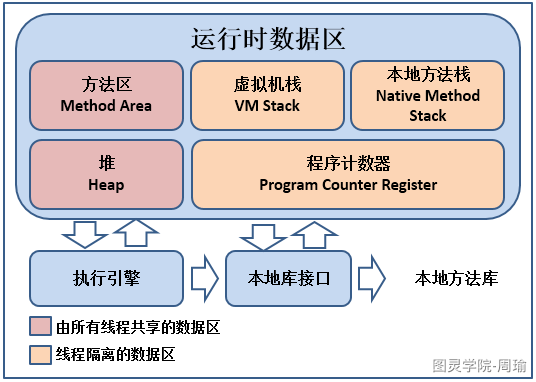 运行时数据区
方法区
Method Area
虚拟机栈
VM Stack
本地方法栈
Native Method
Stack
堆
Heap
程序计数器
Program Counter Register
执行引擎
本地库接口
本地方法库
由所有线程共享的数据区
线程隔离的数据区
图灵学院-周瑜